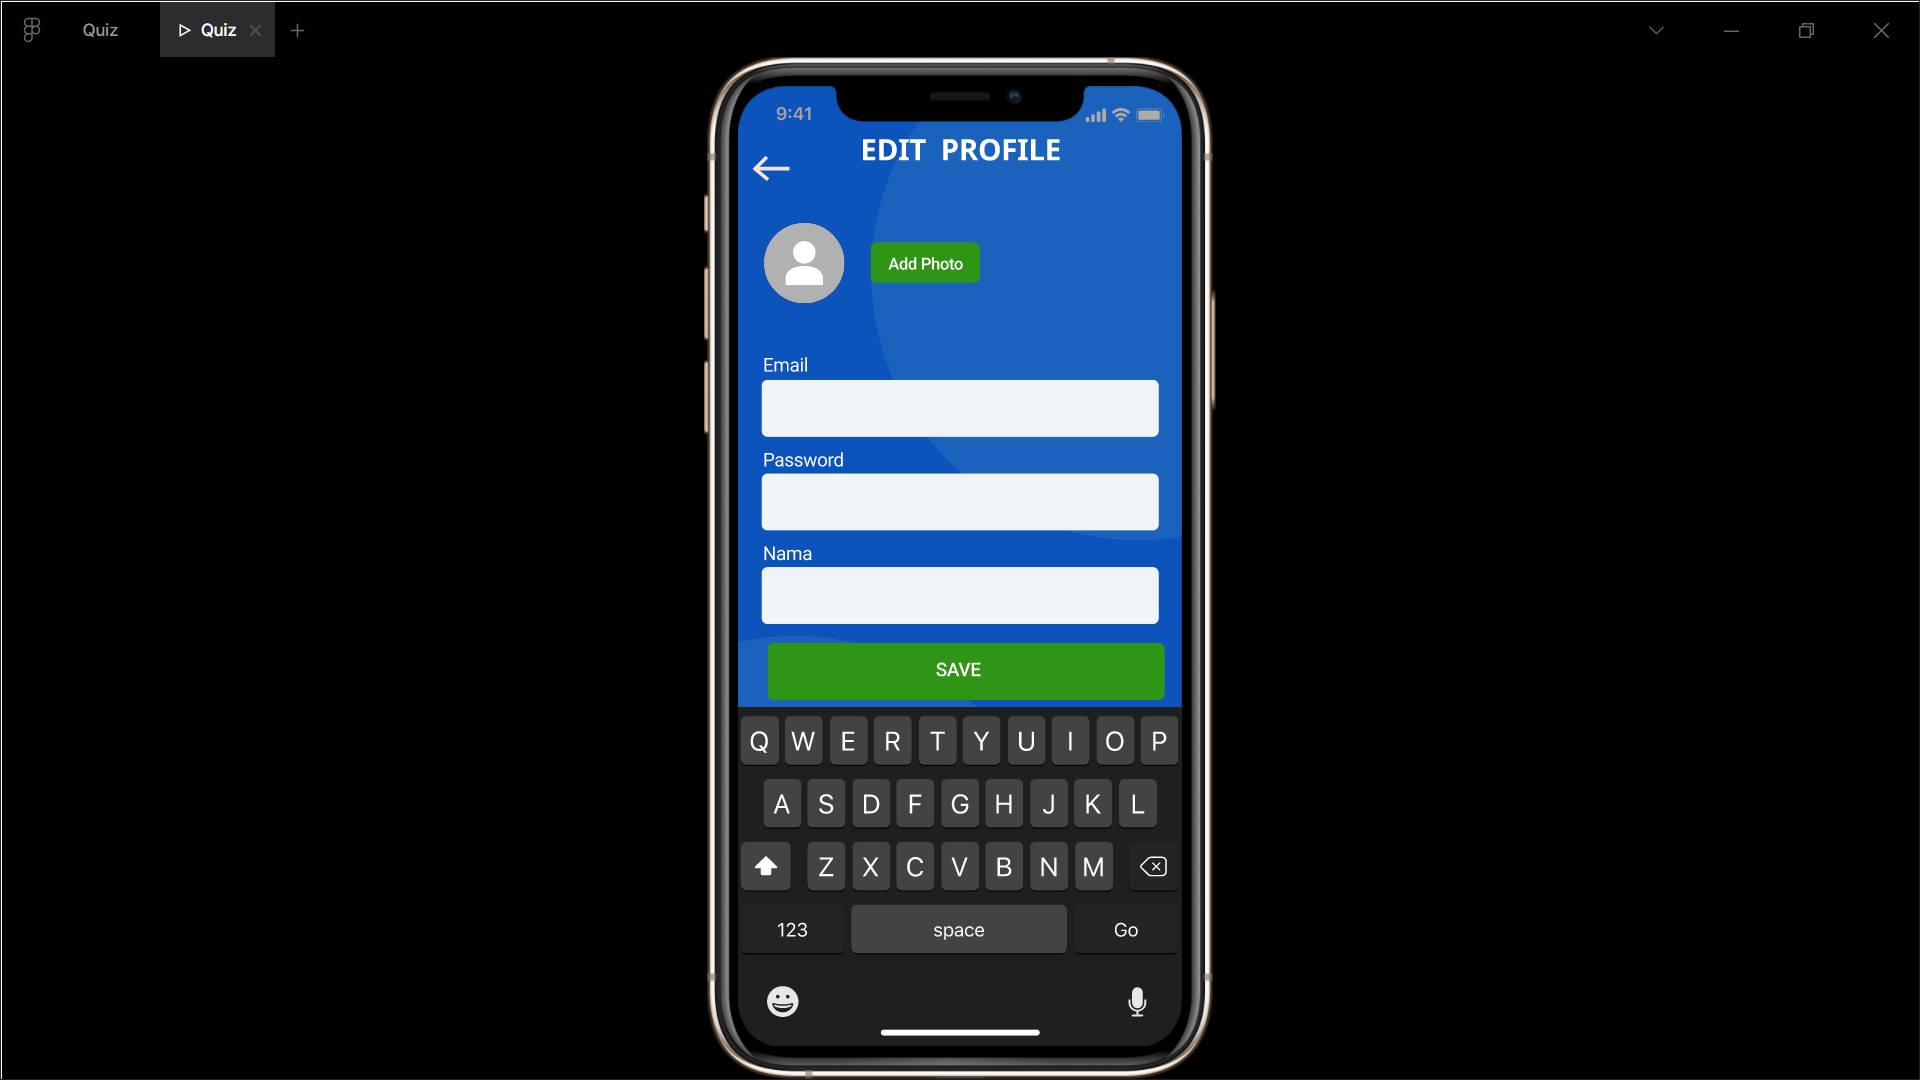 Quiz
Quiz
9:41
EDIT PROFILE
Add Photo
Email
Password
Nama
SAVE
Q W E R T Y U I O P
A S D F G H J K L
Z X C V B N M
123 space Go